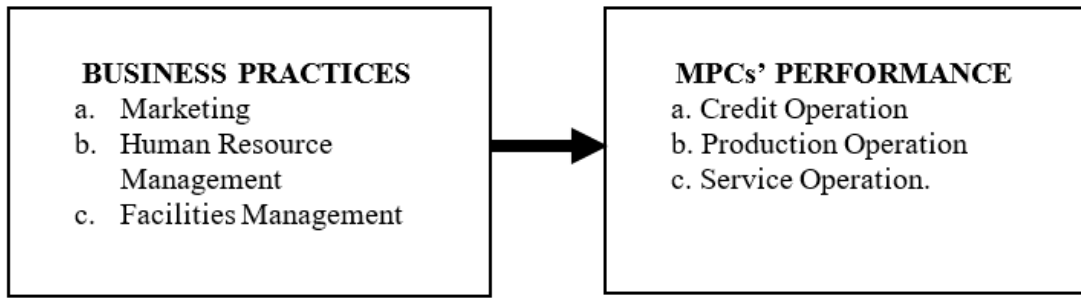 BUSINESS PRACTICES
a. Marketing
b. Human Resource
Management
c. Facilities Management
MPCs’ PERFORMANCE
a. Credit Operation
b. Production Operation
c. Service Operation.